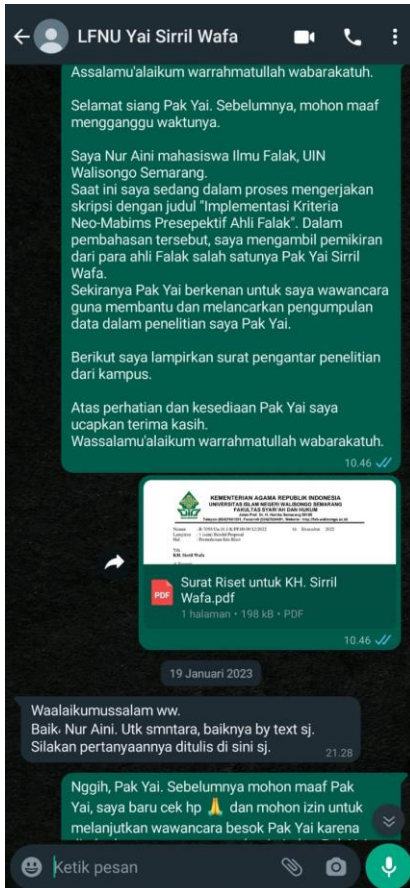 LFNU Yai Sirril Wafa
Assalamu'alaikum warrahmatullah wabarakatuh.
Selamat siang Pak Yai. Sebelumnya, mohon maaf
mengganggu waktunya.
Saya Nur Aini mahasiswa Ilmu Falak, UIN
Walisongo Semarang.
Saat ini saya sedang dalam proses mengerjakan
skripsi dengan judul "Implementasi Kriteria
Neo-Mabims Presepektif Ahli Falak". Dalam
pembahasan tersebut, saya mengambil pemikiran
dari para ahli Falak salah satunya Pak Yai Sirril
Wafa.
Sekiranya Pak Yai berkenan untuk saya wawancara
guna membantu dan melancarkan pengumpulan
data dalam penelitian saya Pak Yai.
Berikut saya lampirkan surat pengantar penelitian
dari kampus.
Atas perhatian dan kesediaan Pak Yai saya
ucapkan terima kasih.
Wassalamu'alaikum warrahmatullah wabarakatuh.
10.46
KEMENTERIAN AGAMA REPUBLIK INDONESIA
UNIVERSITAS ISLAM NEGERI WALISONGO SEMARANG
FAKULTAS SYARI'AH DAN HUKUM
PDF
Surat Riset untuk KH. Sirril
Wafa.pdf
1 halaman • 198 kB • PDF
10.46
19 Januari 2023
Waalaikumussalam ww.
Baik, Nur Aini. Utk smntara, baiknya by text sj.
Silakan pertanyaannya ditulis di sini sj.
21.28
Nggih, Pak Yai. Sebelumnya mohon maaf Pak
Yai, saya baru cek hp 🙏 dan mohon izin untuk
melanjutkan wawancara besok Pak Yai karena
Ketik pesan